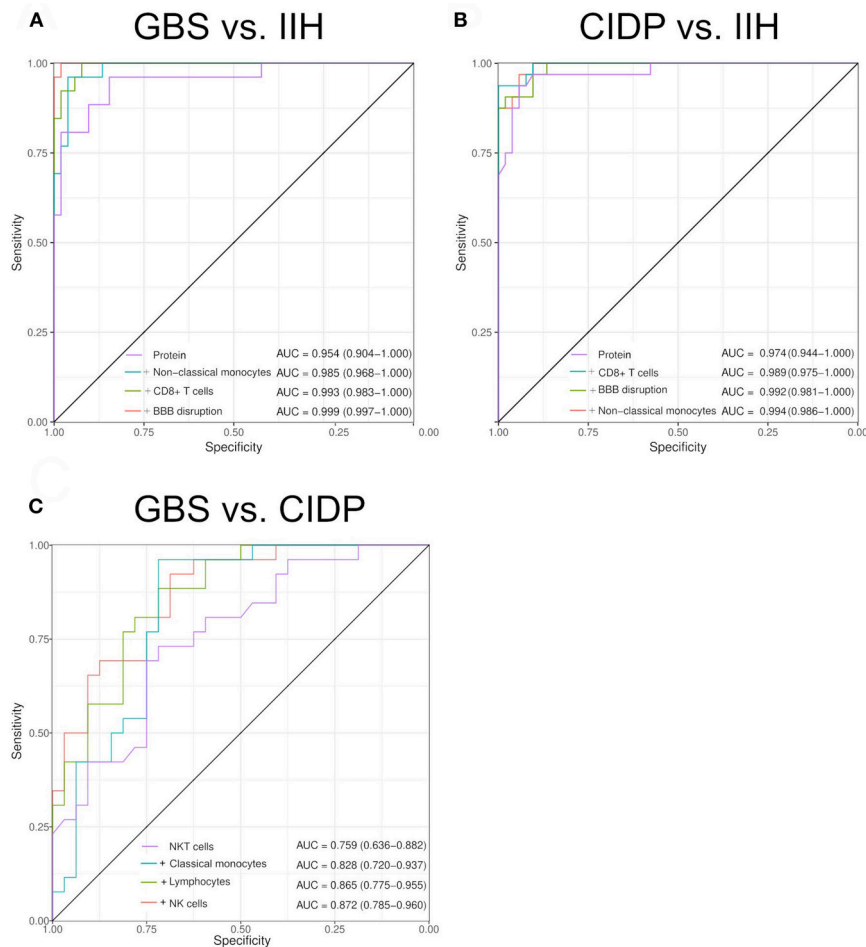 A
GBS vs. IIH
1.00
0.75
0.50
0.25
0.00
Sensitivity
Protein AUC = 0.954 (0.904–1.000)
+ Non-classical monocytes AUC = 0.985 (0.968–1.000)
+ CD8+ T cells AUC = 0.993 (0.983–1.000)
+ BBB disruption AUC = 0.999 (0.997–1.000)
1.00 0.75 0.50 0.25 0.00
Specificity
B
CIDP vs. IIH
1.00
0.75
0.50
0.25
0.00
Sensitivity
Protein AUC = 0.974 (0.944–1.000)
+ CD8+ T cells AUC = 0.989 (0.975–1.000)
+ BBB disruption AUC = 0.992 (0.981–1.000)
+ Non-classical monocytes AUC = 0.994 (0.986–1.000)
1.00 0.75 0.50 0.25 0.00
Specificity
C
C
GBS vs. CIDP
1.00
0.75
0.50
0.25
0.00
Sensitivity
NKT cells AUC = 0.759 (0.636–0.882)
+ Classical monocytes AUC = 0.828 (0.720–0.937)
+ Lymphocytes AUC = 0.865 (0.775–0.955)
+ NK cells AUC = 0.872 (0.785–0.960)
1.00 0.75 0.50 0.25 0.00
Specificity